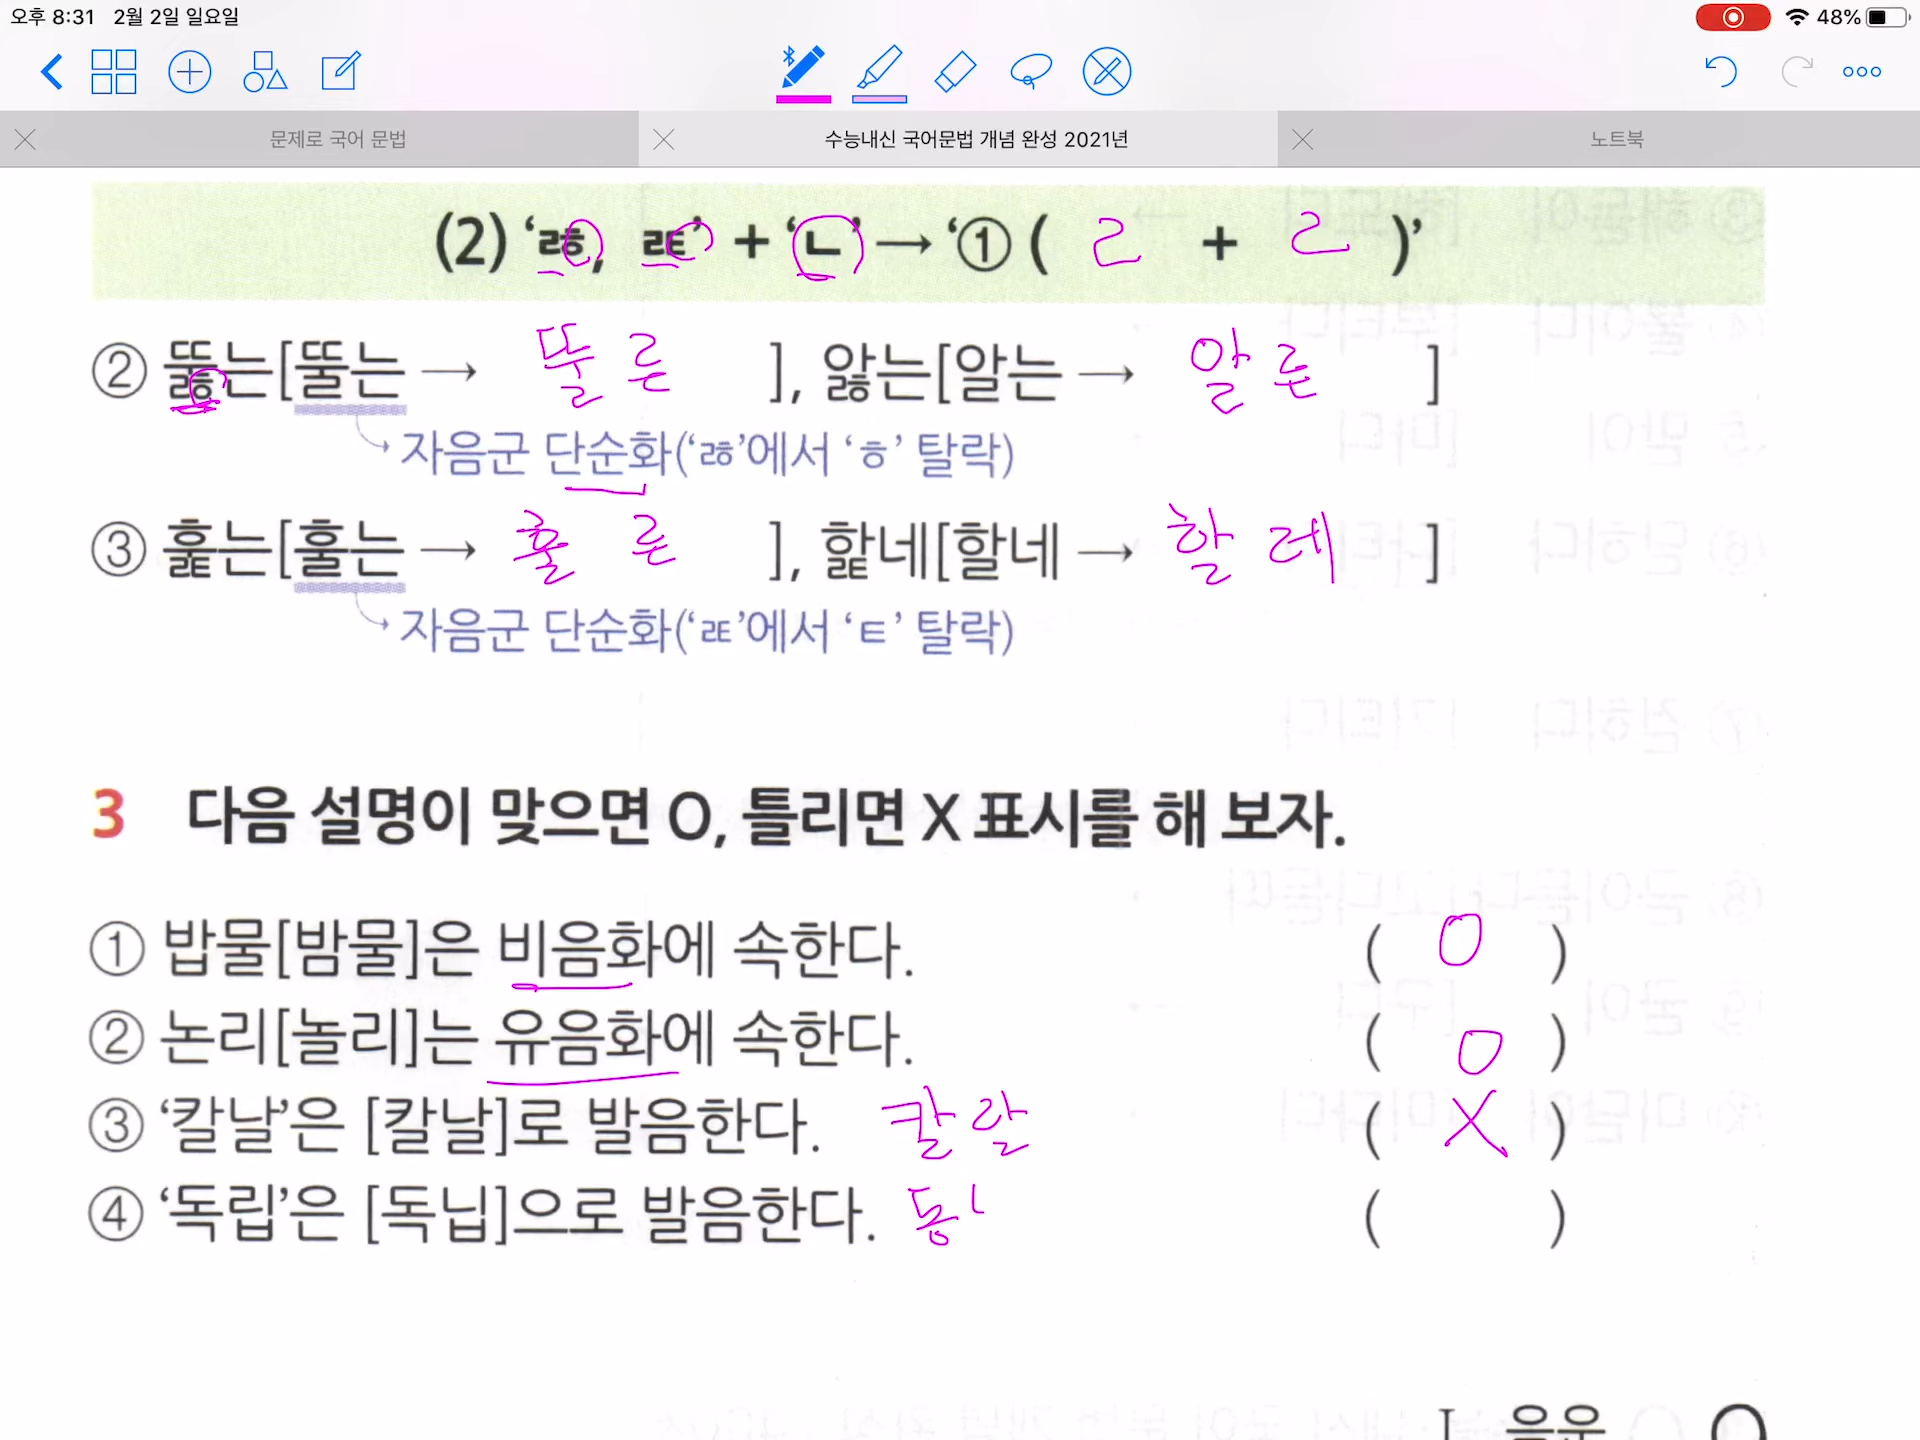 오후 8:31 2월 2일 일요일 48%
문제로 국어 문법 수능내신 국어문법 개념 완성 2021년 노트북
(2) ‘ㅀ, ㄾ’ + ‘ㄴ’ → ‘① ( ㄹ + ㄹ )’
② 뚫는[뚤는 → 뚤른 ], 앓는[알는 → 알른 ]
자음군 단순화(‘ㅀ’에서 ‘ㅎ’ 탈락)
③ 훑는[훌는 → 훌른 ], 핥네[할네 → 할레 ]
자음군 단순화(‘ㄾ’에서 ‘ㅌ’ 탈락)
3 다음 설명이 맞으면 O, 틀리면 X 표시를 해 보자.
① 밥물[밤물]은 비음화에 속한다. ( O )
② 논리[놀리]는 유음화에 속한다. ( O )
③ ‘칼날’은 [칼날]로 발음한다. 칼랄 ( X )
④ ‘독립’은 [독닙]으로 발음한다. 동 ( )
음운